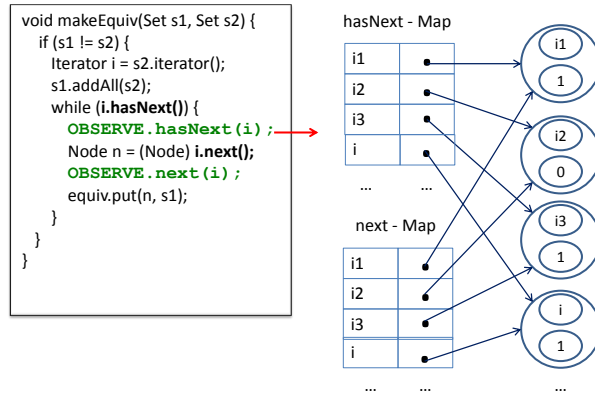 void makeEquiv(Set s1, Set s2) {
if (s1 != s2) {
Iterator i = s2.iterator();
s1.addAll(s2);
while (i.hasNext()) {
OBSERVE.hasNext(i);
Node n = (Node) i.next();
OBSERVE.next(i);
equiv.put(n, s1);
}
}
}
hasNext - Map
i1
i2
i3
i
... ...
next - Map
i1
i2
i3
i
... ...
i1
1
i2
0
i3
1
i
1
...